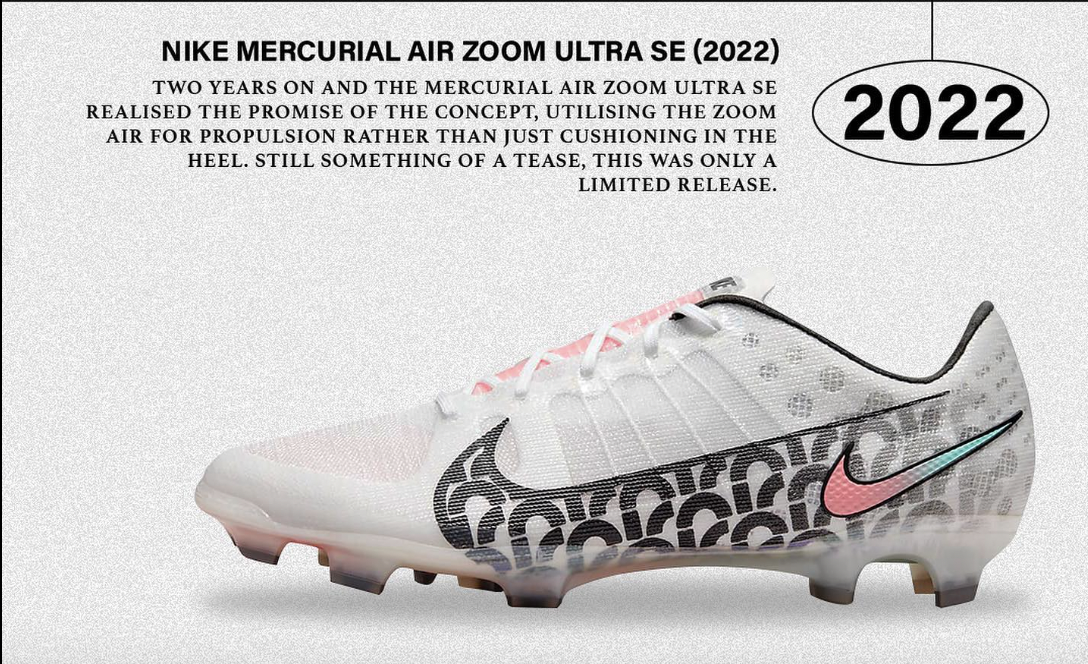 NIKE MERCURIAL AIR ZOOM ULTRA SE (2022)
TWO YEARS ON AND THE MERCURIAL AIR ZOOM ULTRA SE
REALISED THE PROMISE OF THE CONCEPT, UTILISING THE ZOOM
AIR FOR PROPULSION RATHER THAN JUST CUSHIONING IN THE
HEEL. STILL SOMETHING OF A TEASE, THIS WAS ONLY A
LIMITED RELEASE.
2022